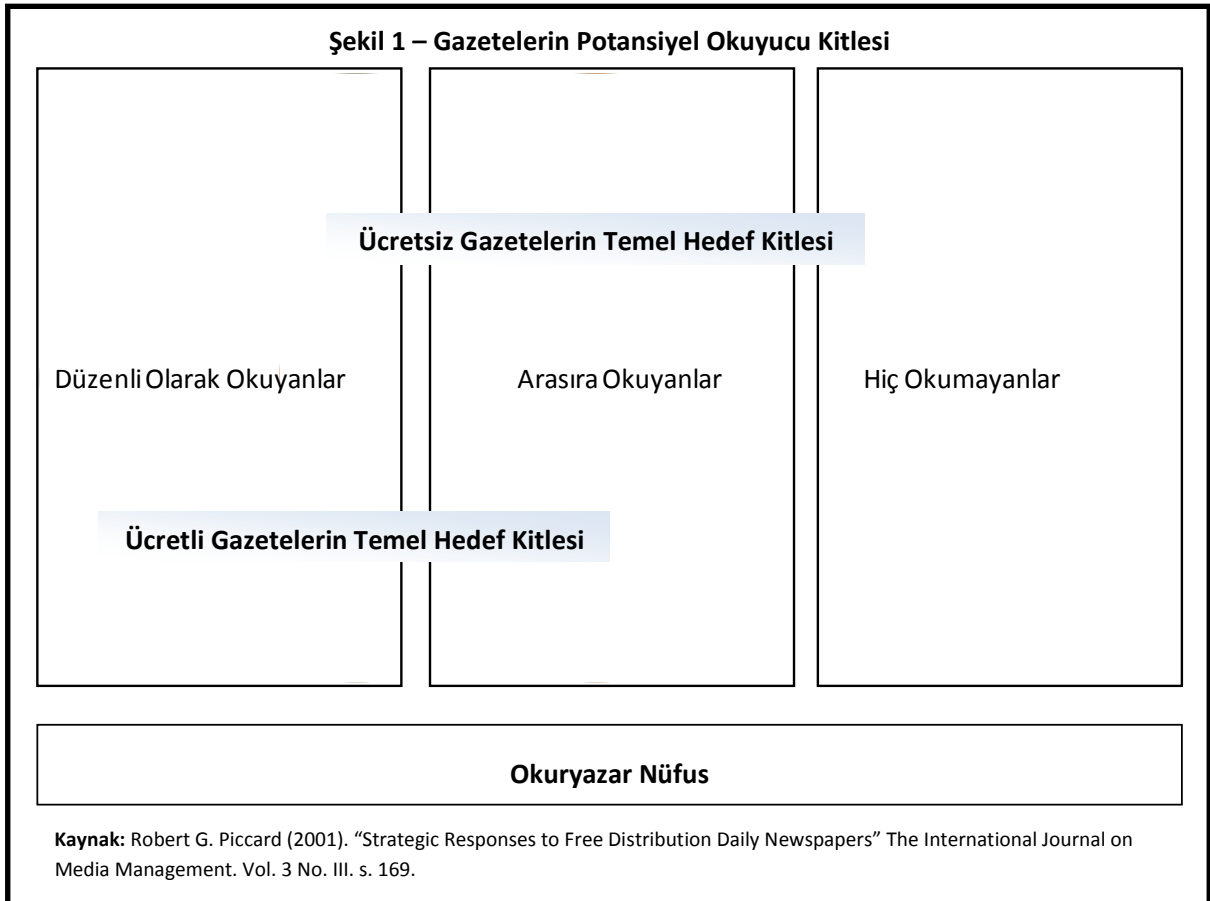 Şekil 1 – Gazetelerin Potansiyel Okuyucu Kitlesi
Ücretsiz Gazetelerin Temel Hedef Kitlesi
Düzenli Olarak Okuyanlar
Arasıra Okuyanlar
Hiç Okumayanlar
Ücretli Gazetelerin Temel Hedef Kitlesi
Okuryazar Nüfus
Kaynak: Robert G. Piccard (2001). “Strategic Responses to Free Distribution Daily Newspapers” The International Journal on
Media Management. Vol. 3 No. III. s. 169.